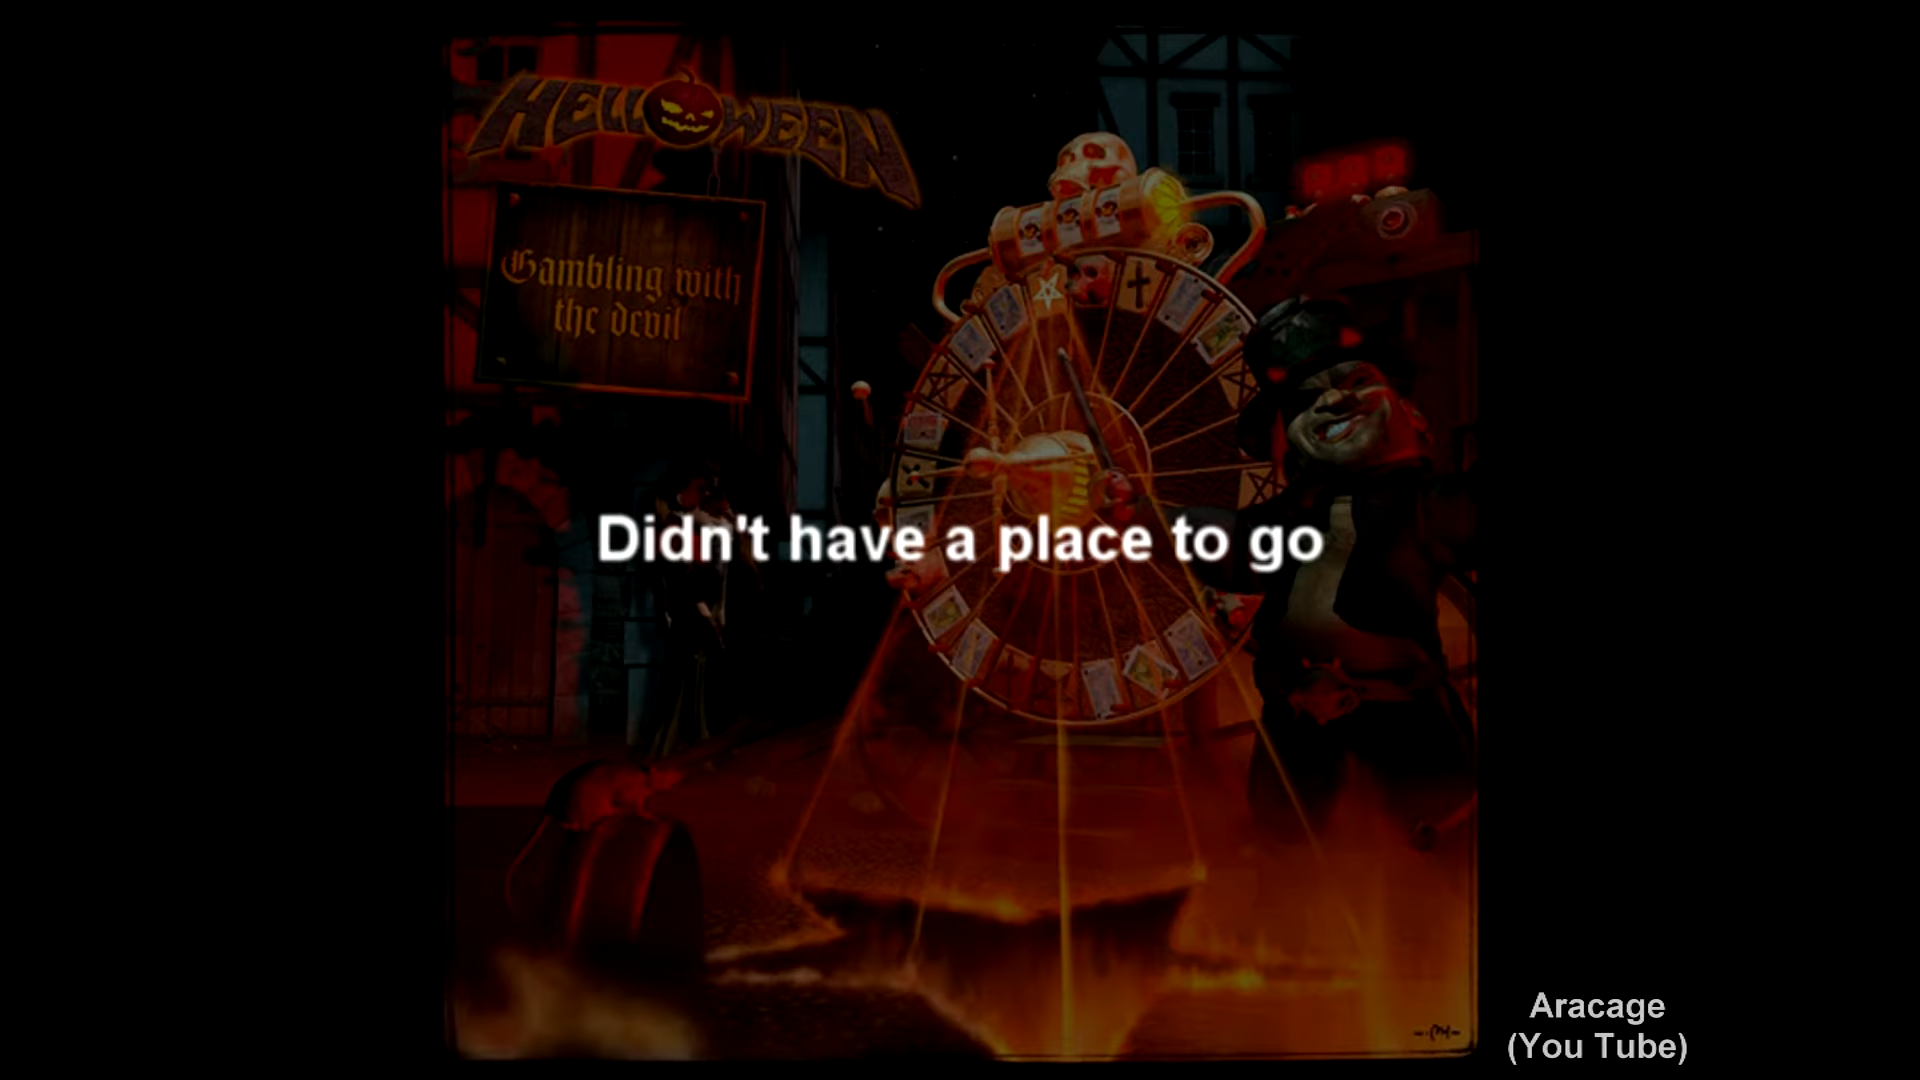 HELLOWEEN
Gambling with
the devil
Didn't have a place to go
Aracage
(You Tube)